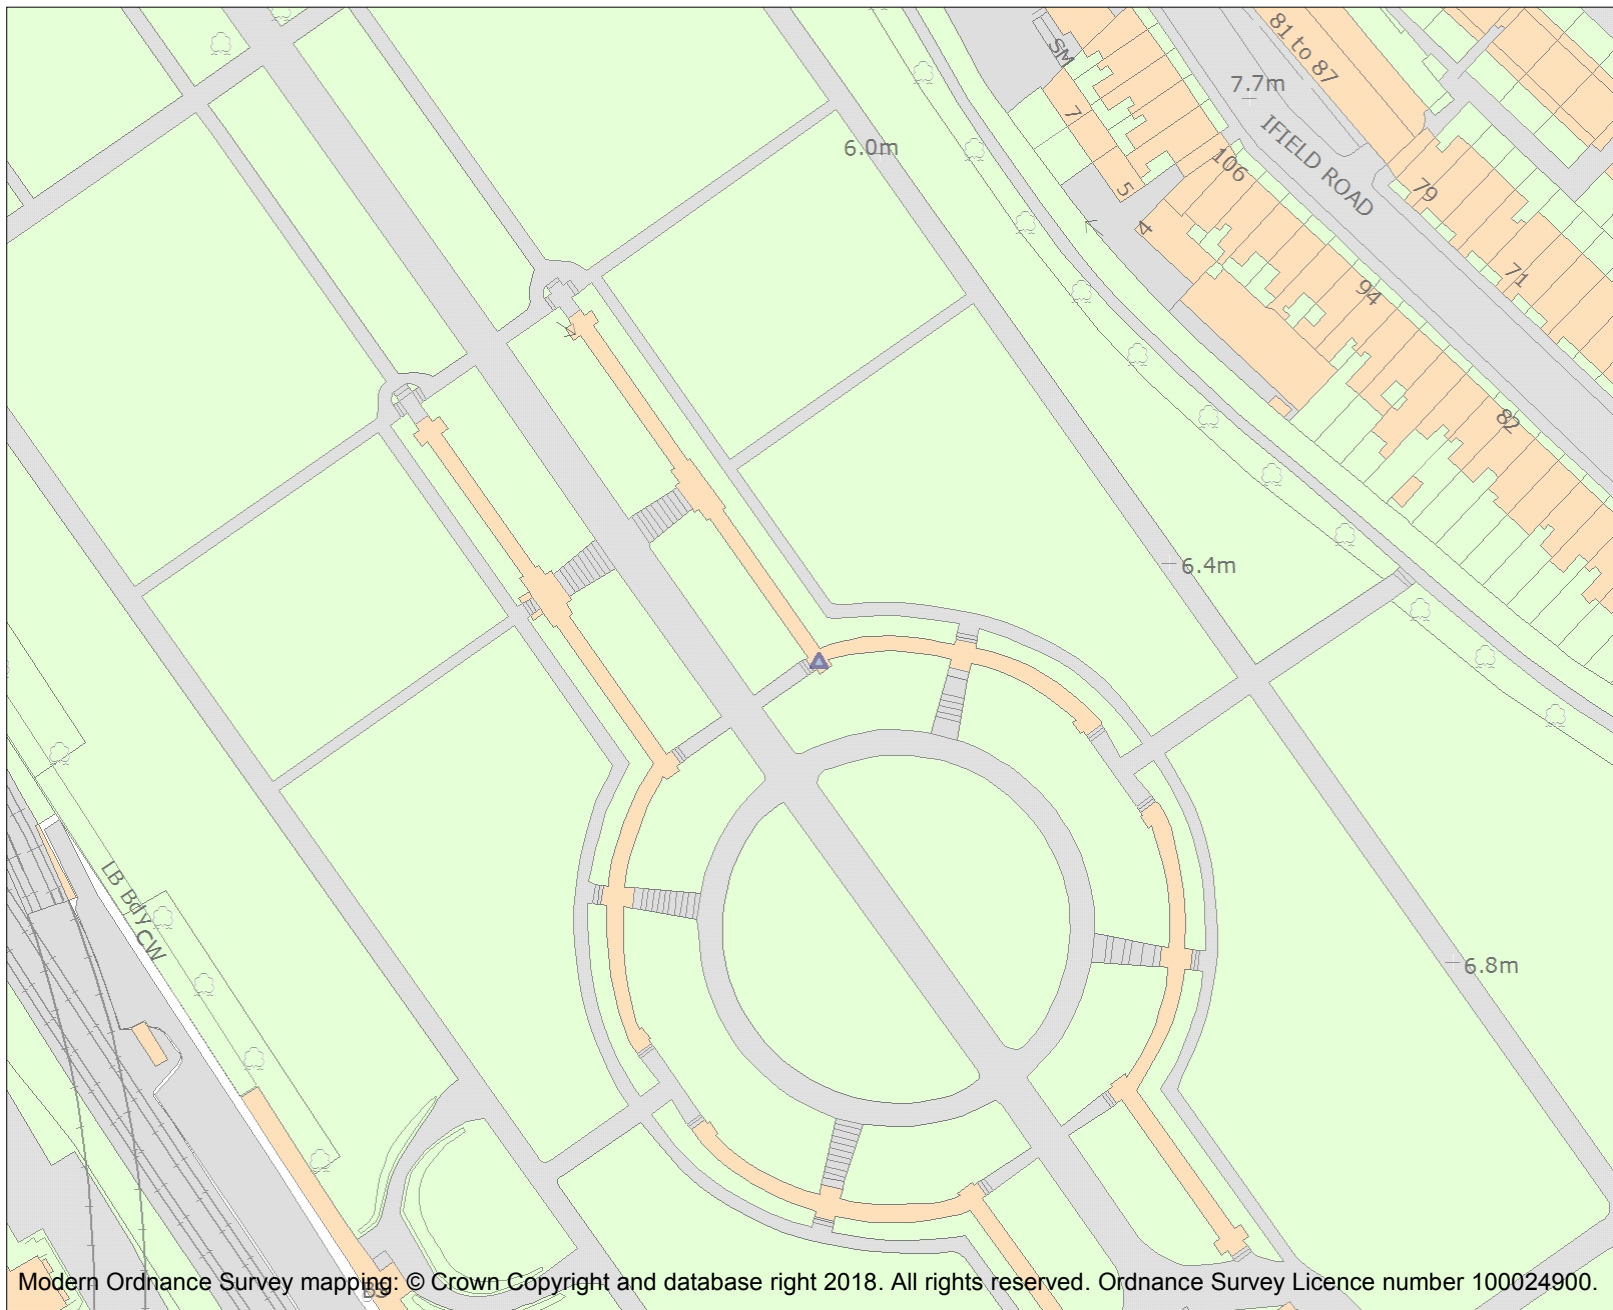 81 to 87
SM
7.7m
7
IFIELD ROAD
6.0m
106
5
79
4
71
94
82
6.4m
LB Bdy
CW
6.8m
BS
Modern Ordnance Survey mapping: © Crown Copyright and database right 2018. All rights reserved. Ordnance Survey Licence number 100024900.